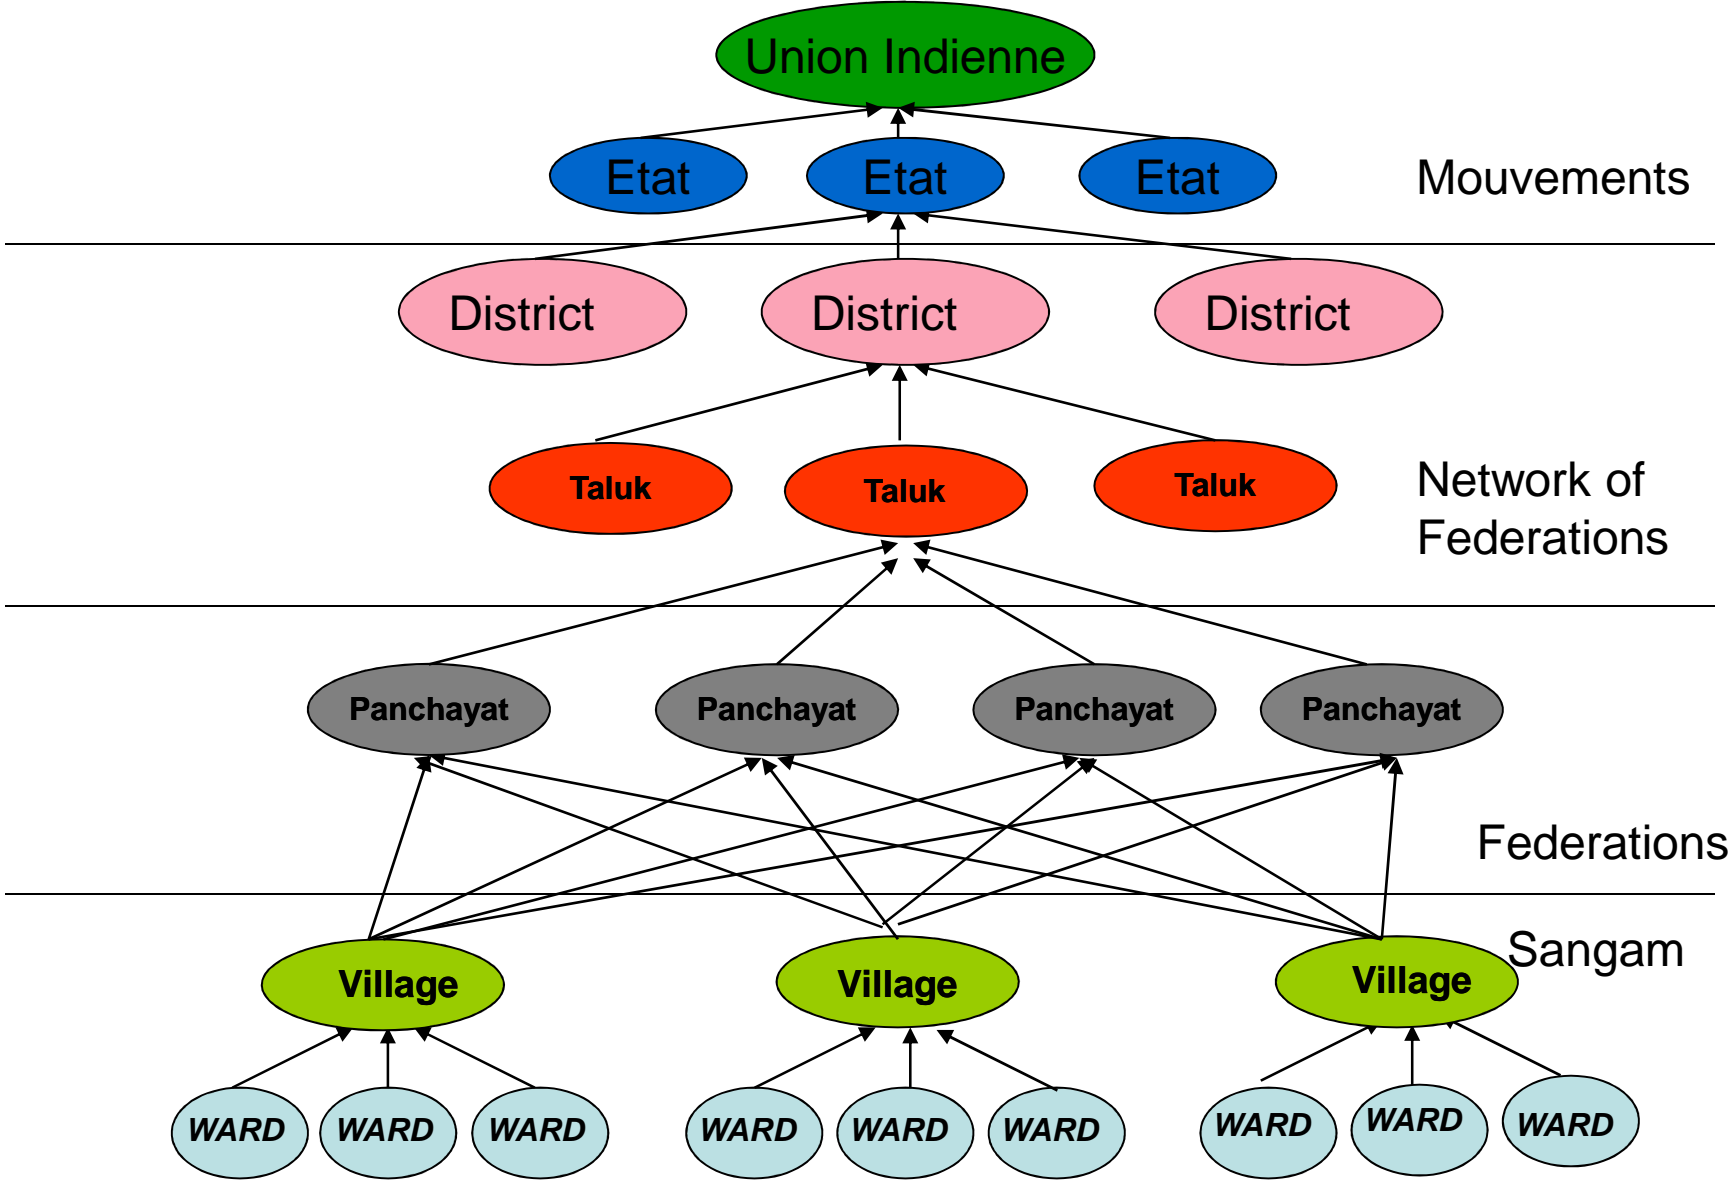 Union Indienne
Etat
Etat
Etat
Mouvements
District
District
District
Taluk
Taluk
Taluk
Network of
Federations
Panchayat
Panchayat
Panchayat
Panchayat
Federations
Sangam
Village
Village
Village
WARD
WARD
WARD
WARD
WARD
WARD
WARD
WARD
WARD